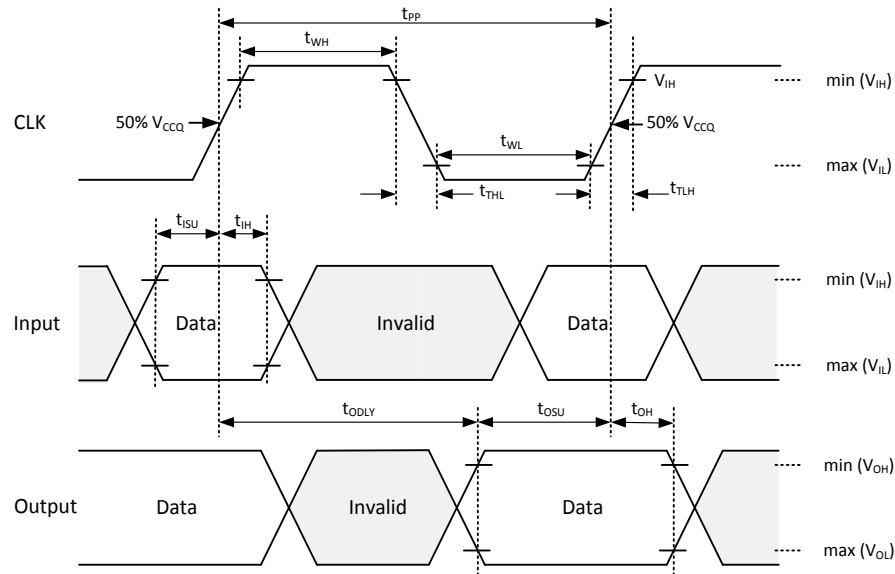 tPP
tWH
VIH
min (VIH)
CLK
50% VCCQ
50% VCCQ
tWL
max (VIL)
tTHL
tTLH
tISU
tIH
min (VIH)
Input
Data
Invalid
Data
max (VIL)
tODLY
tOSU
tOH
min (VOH)
Output
Data
Invalid
Data
max (VOL)